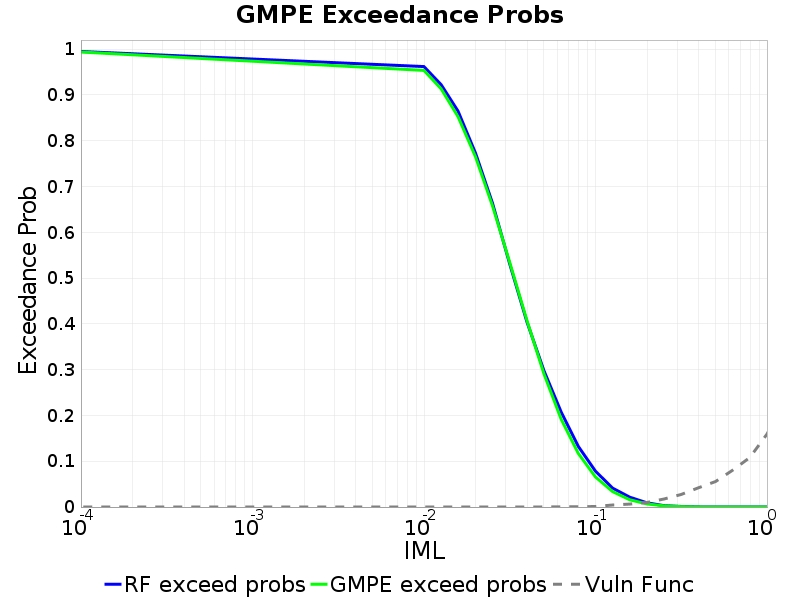 GMPE Exceedance Probs
1
0.9
0.8
0.7
0.6
0.5
0.4
0.3
0.2
0.1
0
Exceedance Prob
10^-4 10^-3 10^-2 10^-1 10^0
IML
RF exceed probs GMPE exceed probs Vuln Func